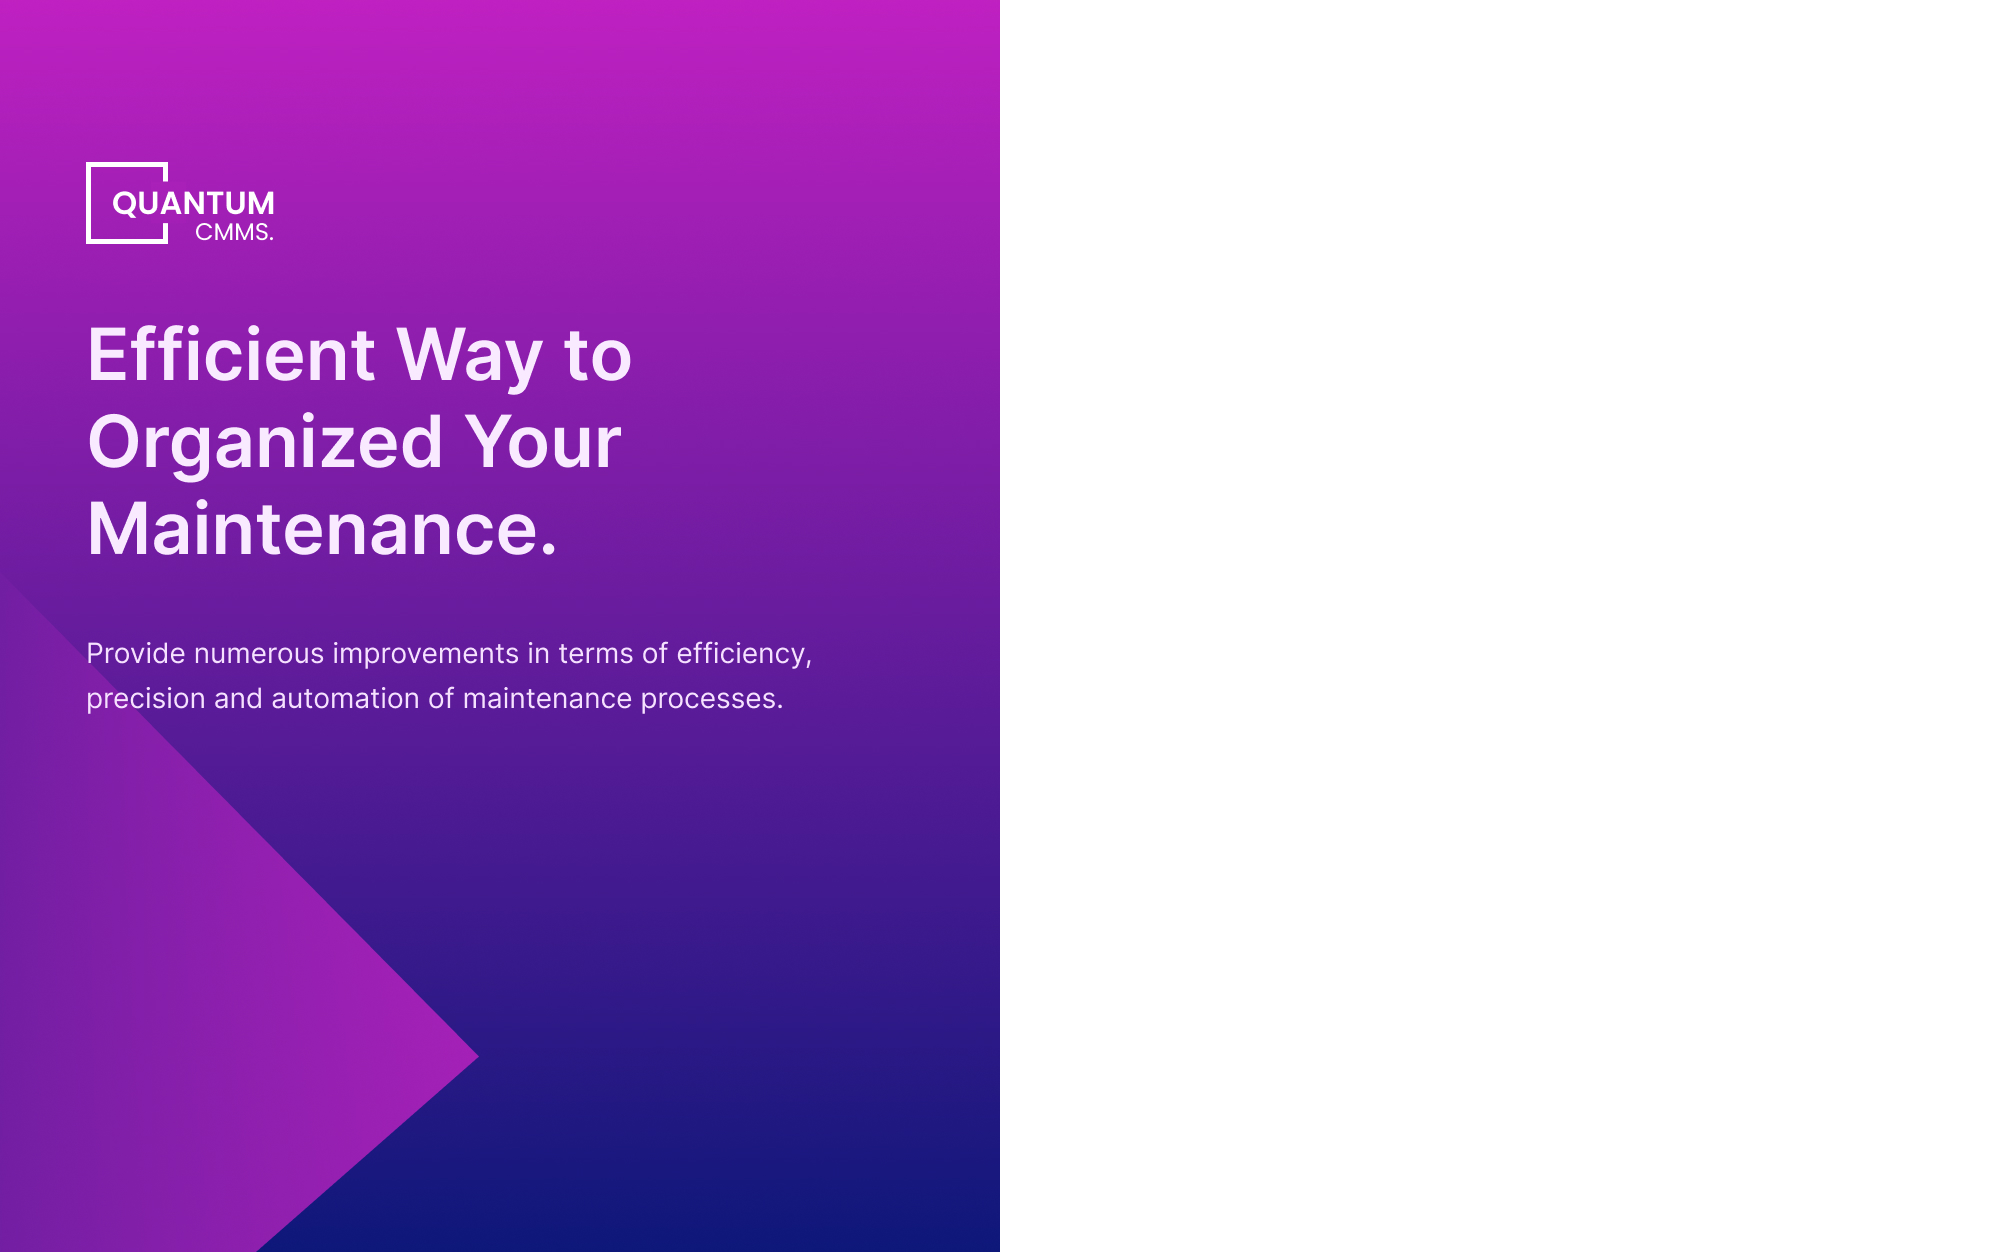 QUANTUM
CMMS.
Efficient Way to
Organized Your
Maintenance.
Provide numerous improvements in terms of efficiency,
precision and automation of maintenance processes.